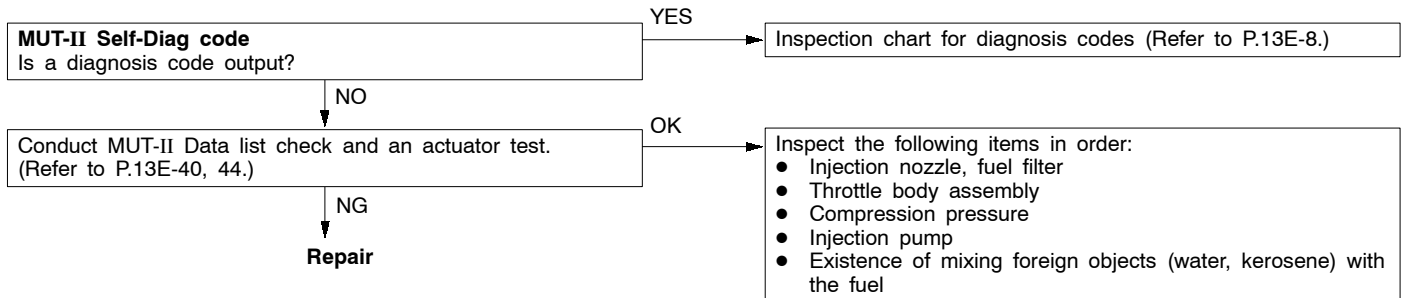 YES
MUT-II Self-Diag code
Is a diagnosis code output?
Inspection chart for diagnosis codes (Refer to P.13E-8.)
NO
Conduct MUT-II Data list check and an actuator test.
(Refer to P.13E-40, 44.)
OK
Inspect the following items in order:
● Injection nozzle, fuel filter
● Throttle body assembly
● Compression pressure
● Injection pump
● Existence of mixing foreign objects (water, kerosene) with
the fuel
NG
Repair